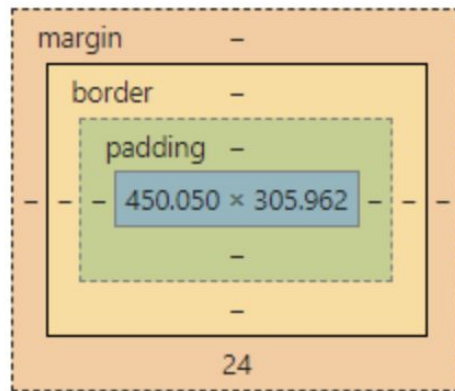 margin –
border –
padding –
– – – 450.050 × 305.962 – – –
–
–
24